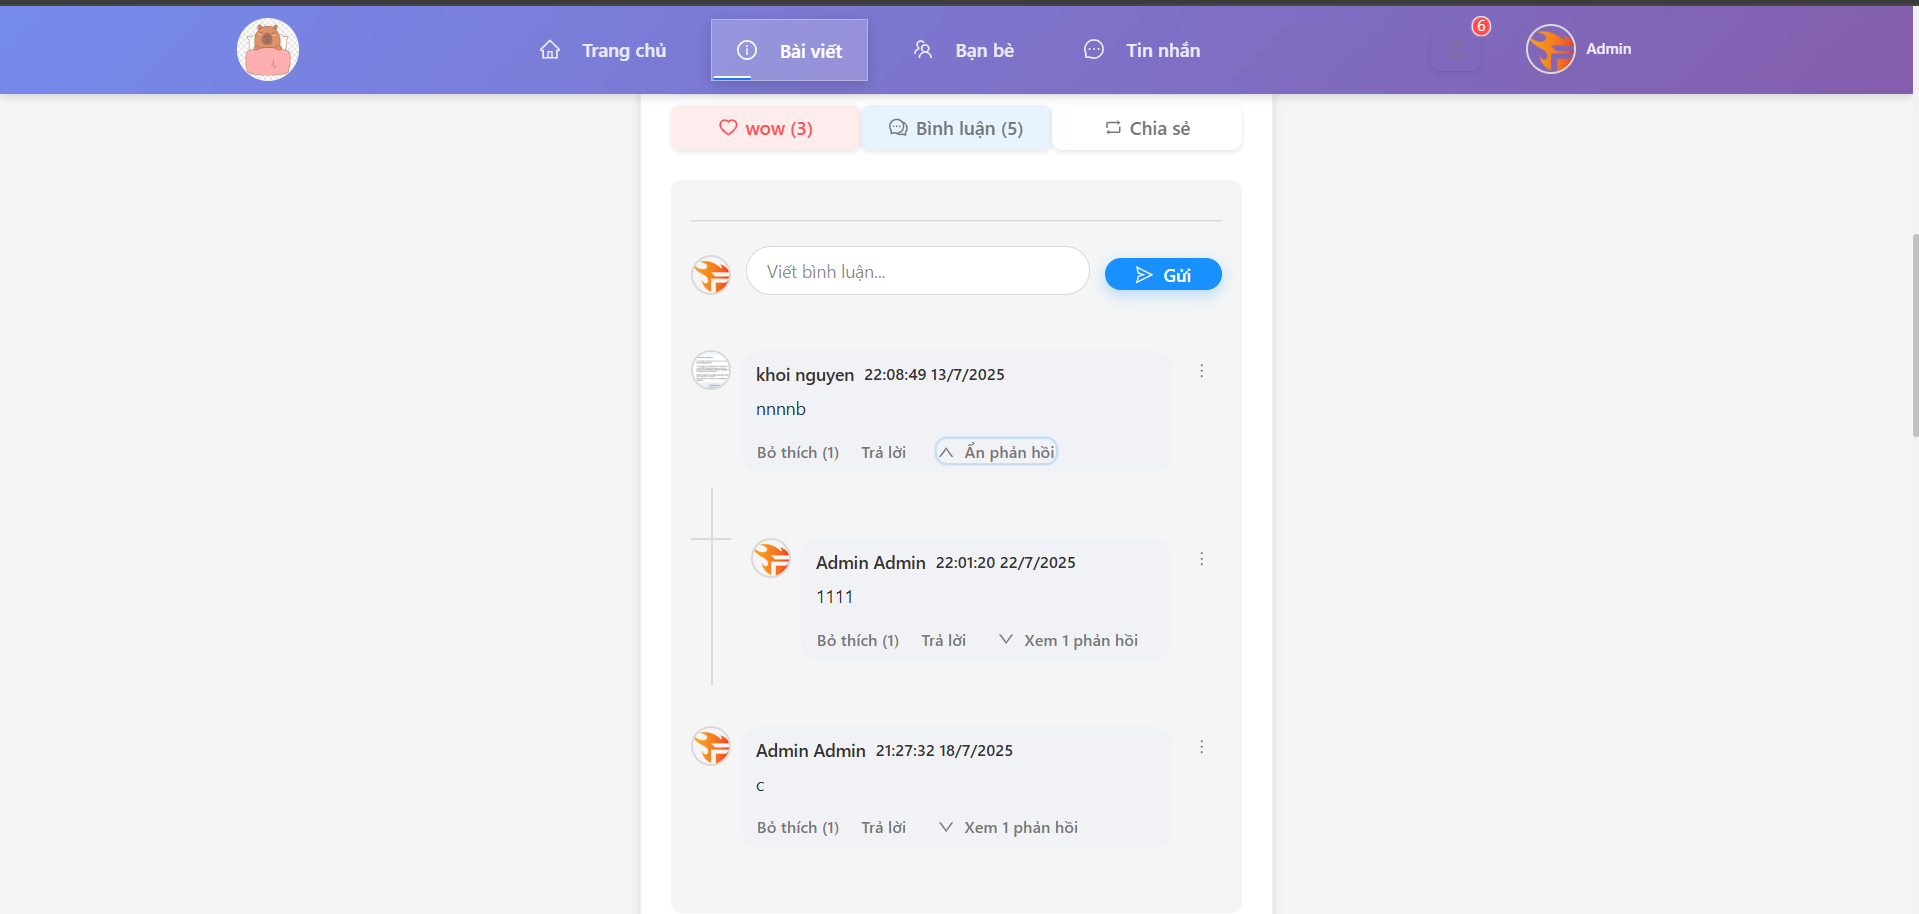 Trang chủ
Bài viết
Bạn bè
Tin nhắn
6
Admin
wow (3)
Bình luận (5)
Chia sẻ
Viết bình luận...
Gửi
khoi nguyen 22:08:49 13/7/2025
nnnnb
Bỏ thích (1) Trả lời Ẩn phản hồi
Admin Admin 22:01:20 22/7/2025
1111
Bỏ thích (1) Trả lời Xem 1 phản hồi
Admin Admin 21:27:32 18/7/2025
c
Bỏ thích (1) Trả lời Xem 1 phản hồi